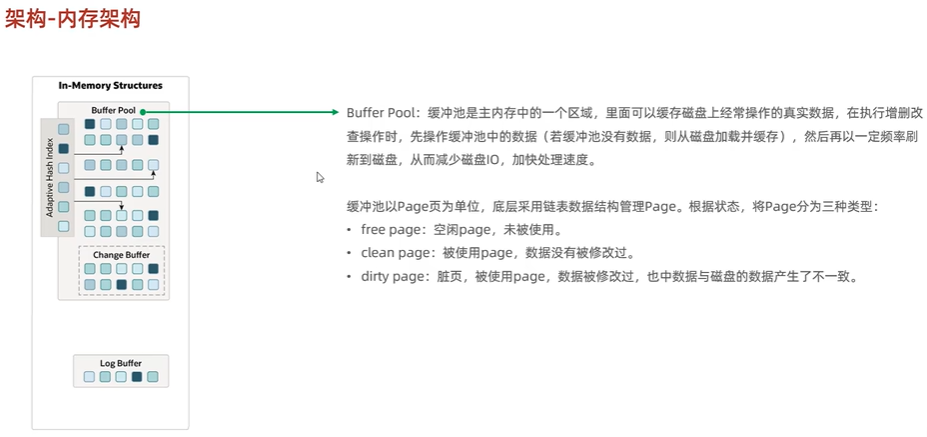 架构-内存架构
In-Memory Structures
Buffer Pool
Adaptive Hash Index
Change Buffer
Log Buffer
Buffer Pool：缓冲池是主内存中的一个区域，里面可以缓存磁盘上经常操作的真实数据，在执行增删改
查操作时，先操作缓冲池中的数据（若缓冲池没有数据，则从磁盘加载并缓存），然后再以一定频率刷
新到磁盘，从而减少磁盘IO，加快处理速度。
缓冲池以Page页为单位，底层采用链表数据结构管理Page。根据状态，将Page分为三种类型：
• free page：空闲page，未被使用。
• clean page：被使用page，数据没有被修改过。
• dirty page：脏页，被使用page，数据被修改过，也中数据与磁盘的数据产生了不一致。